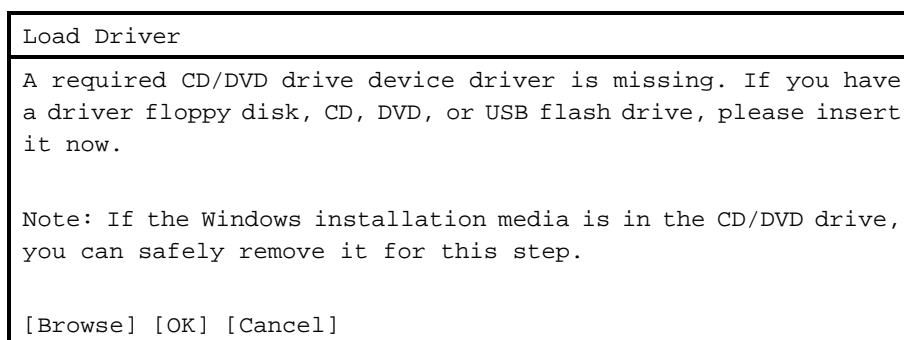 Load Driver
A required CD/DVD drive device driver is missing. If you have
a driver floppy disk, CD, DVD, or USB flash drive, please insert
it now.
Note: If the Windows installation media is in the CD/DVD drive,
you can safely remove it for this step.
[Browse] [OK] [Cancel]